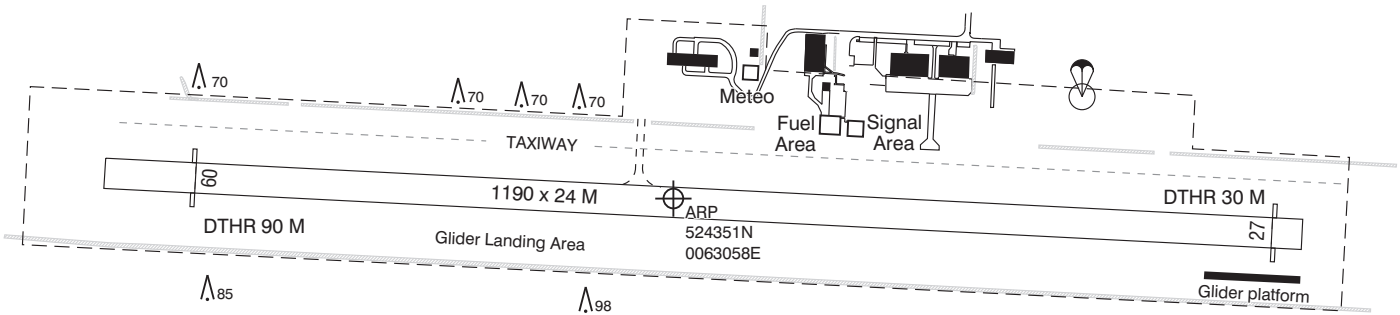 70
70
70
70
Meteo
Fuel
Area
Signal
Area
TAXIWAY
09
1190 x 24 M
DTHR 30 M
ARP
524351N
0063058E
27
DTHR 90 M
Glider Landing Area
Glider platform
85
98